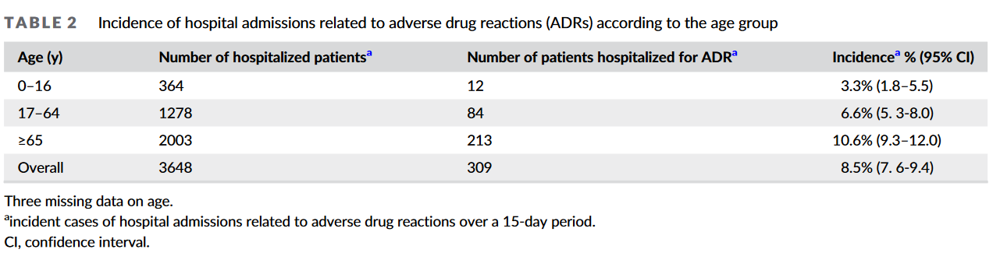 TABLE 2 Incidence of hospital admissions related to adverse drug reactions (ADRs) according to the age group
Age (y) Number of hospitalized patientsa Number of patients hospitalized for ADRa Incidencea % (95% CI)
0–16 364 12 3.3% (1.8–5.5)
17–64 1278 84 6.6% (5. 3-8.0)
≥65 2003 213 10.6% (9.3–12.0)
Overall 3648 309 8.5% (7. 6-9.4)
Three missing data on age.
aincident cases of hospital admissions related to adverse drug reactions over a 15-day period.
CI, confidence interval.